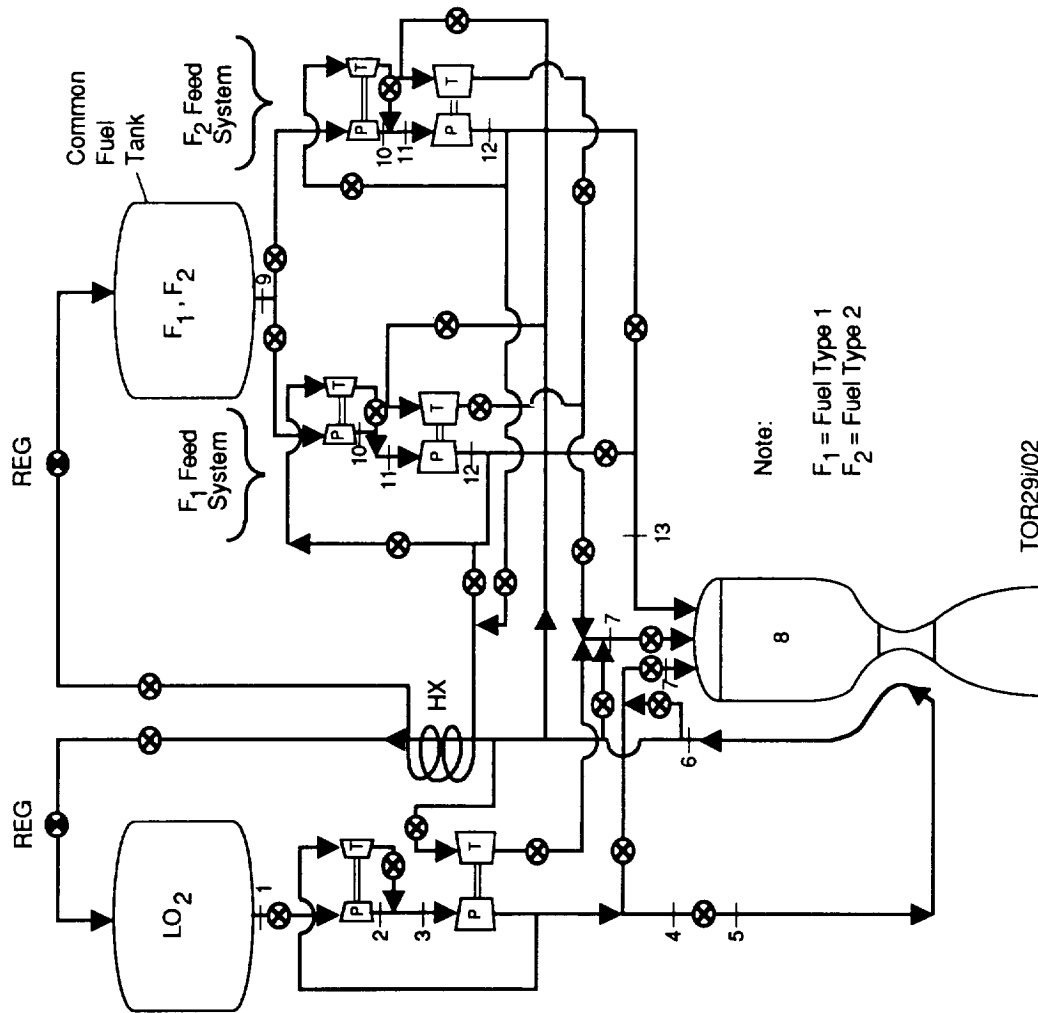 REG
REG
Common
Fuel
Tank
LO2
F1, F2
F1 Feed
System
F2 Feed
System
HX
1
9
P
T
P
T
P
T
2
3
10
11
10
11
P
T
P
T
P
T
12
12
4
5
6
7
7
8
13
Note:
F1 = Fuel Type 1
F2 = Fuel Type 2
TOR29i/02